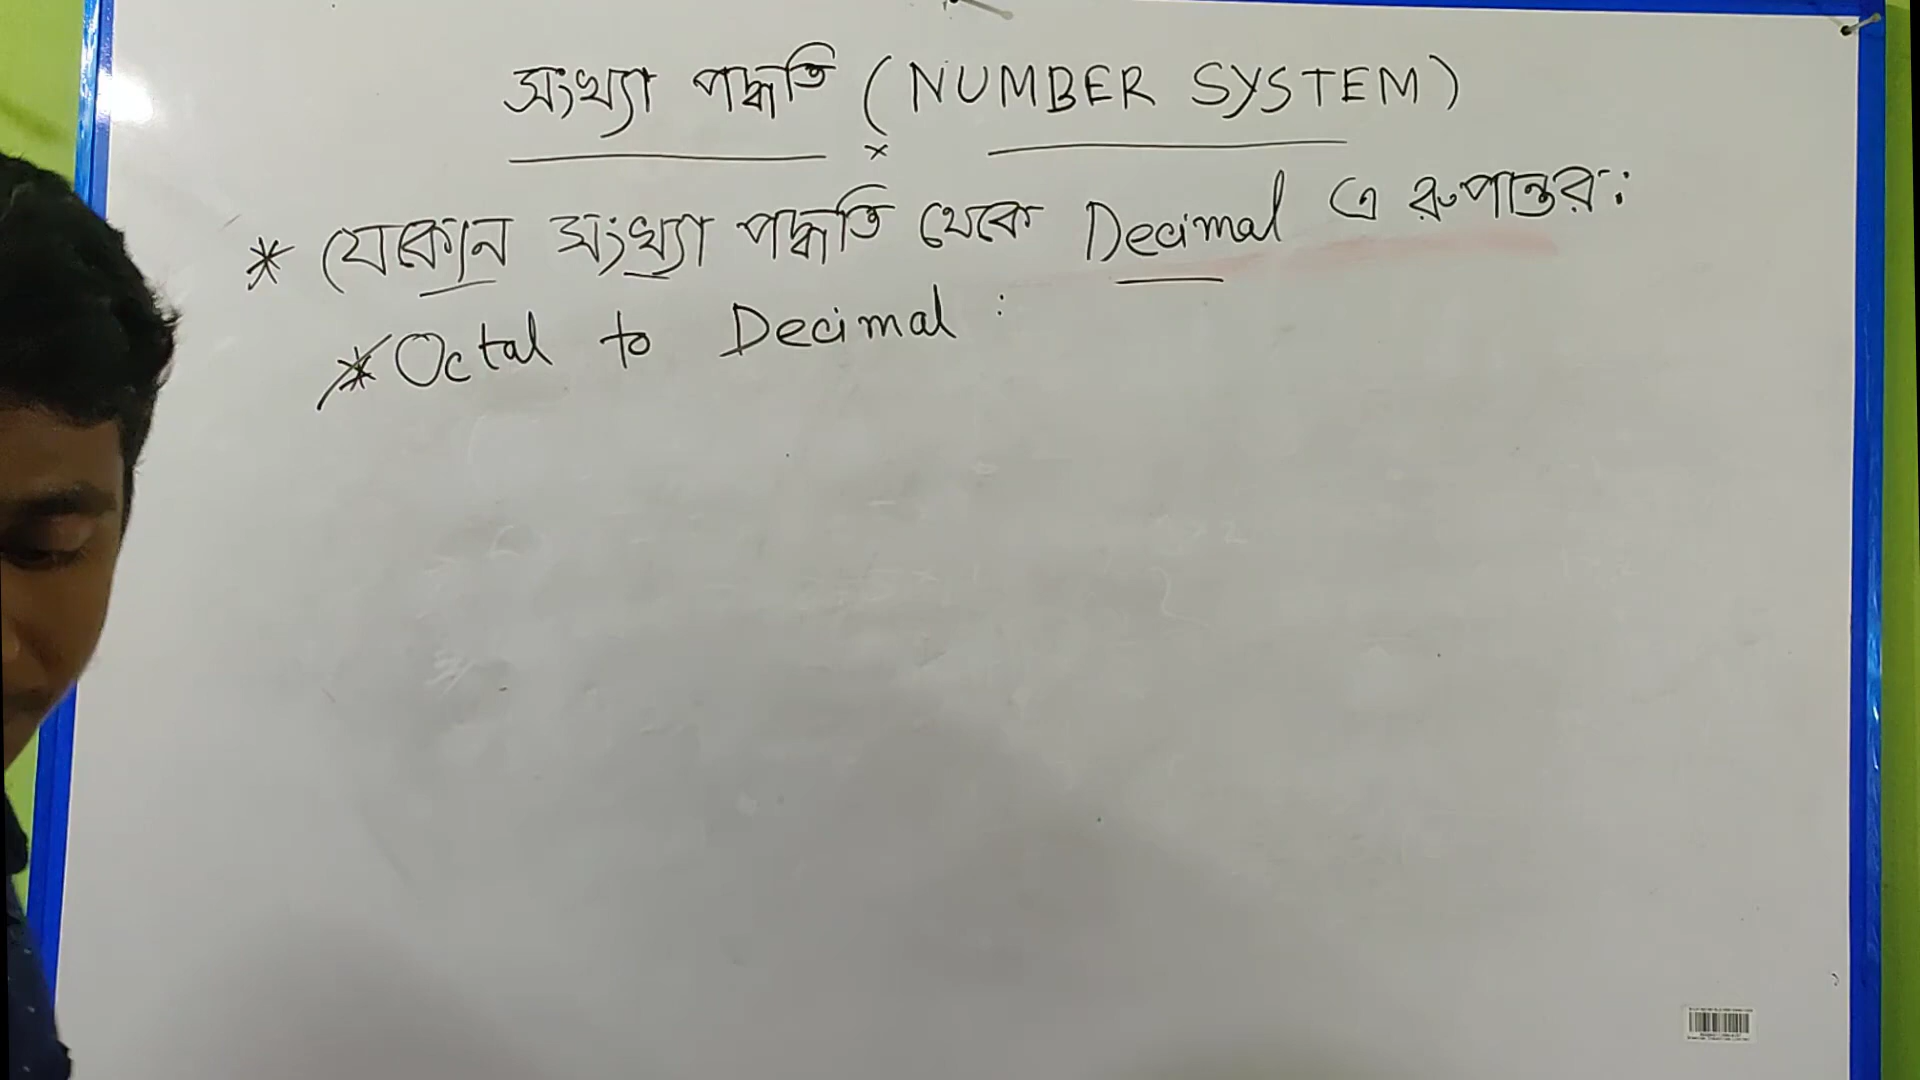 সংখ্যা পদ্ধতি (NUMBER SYSTEM)
* যেকোন সংখ্যা পদ্ধতি থেকে Decimal এ রুপান্তর:
* Octal to Decimal :